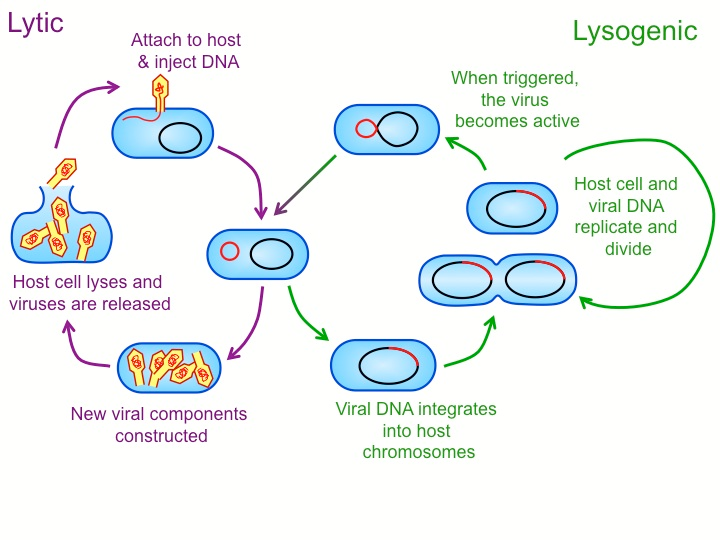 Lytic
Lysogenic
Attach to host
& inject DNA
When triggered,
the virus
becomes active
Host cell and
viral DNA
replicate and
divide
Host cell lyses and
viruses are released
New viral components
constructed
Viral DNA integrates
into host
chromosomes